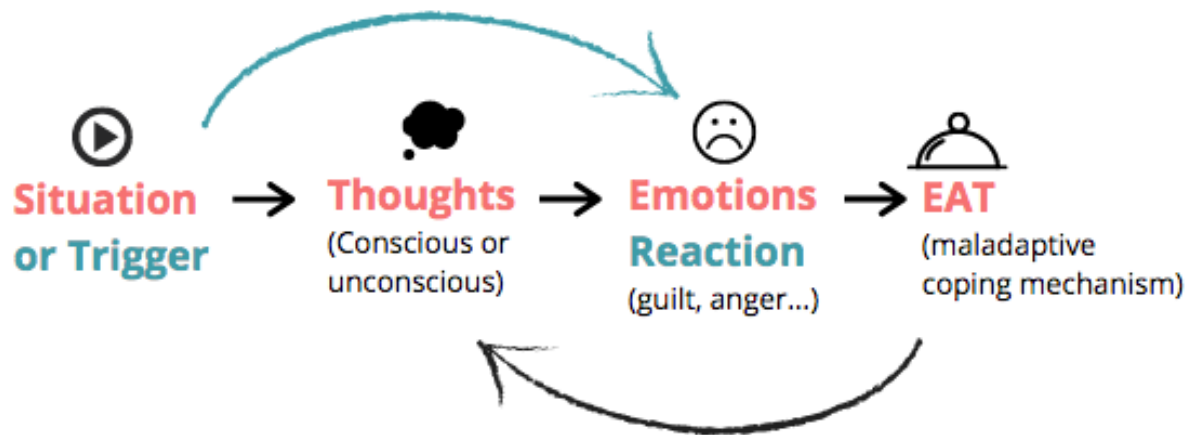 Situation
or Trigger
Thoughts
(Conscious or
unconscious)
Emotions
Reaction
(guilt, anger...)
EAT
(maladaptive
coping mechanism)